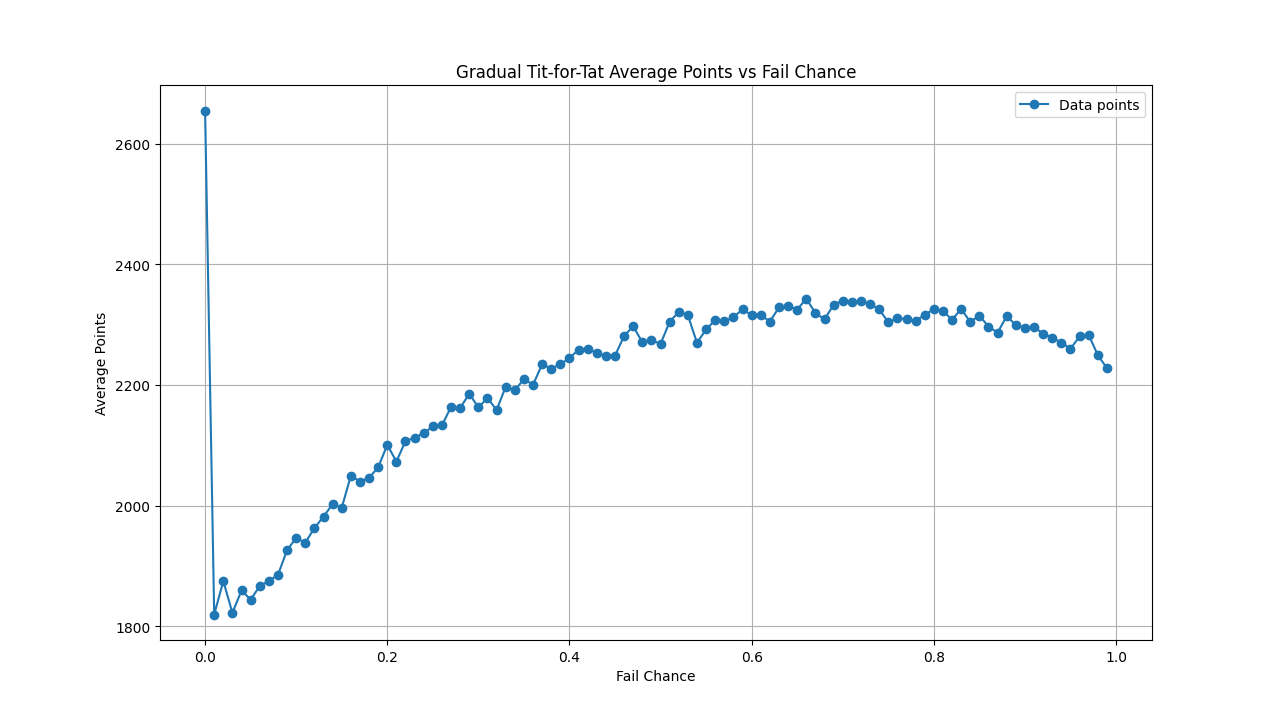 Gradual Tit-for-Tat Average Points vs Fail Chance
Data points
2600
2400
2200
2000
1800
Average Points
0.0 0.2 0.4 0.6 0.8 1.0
Fail Chance